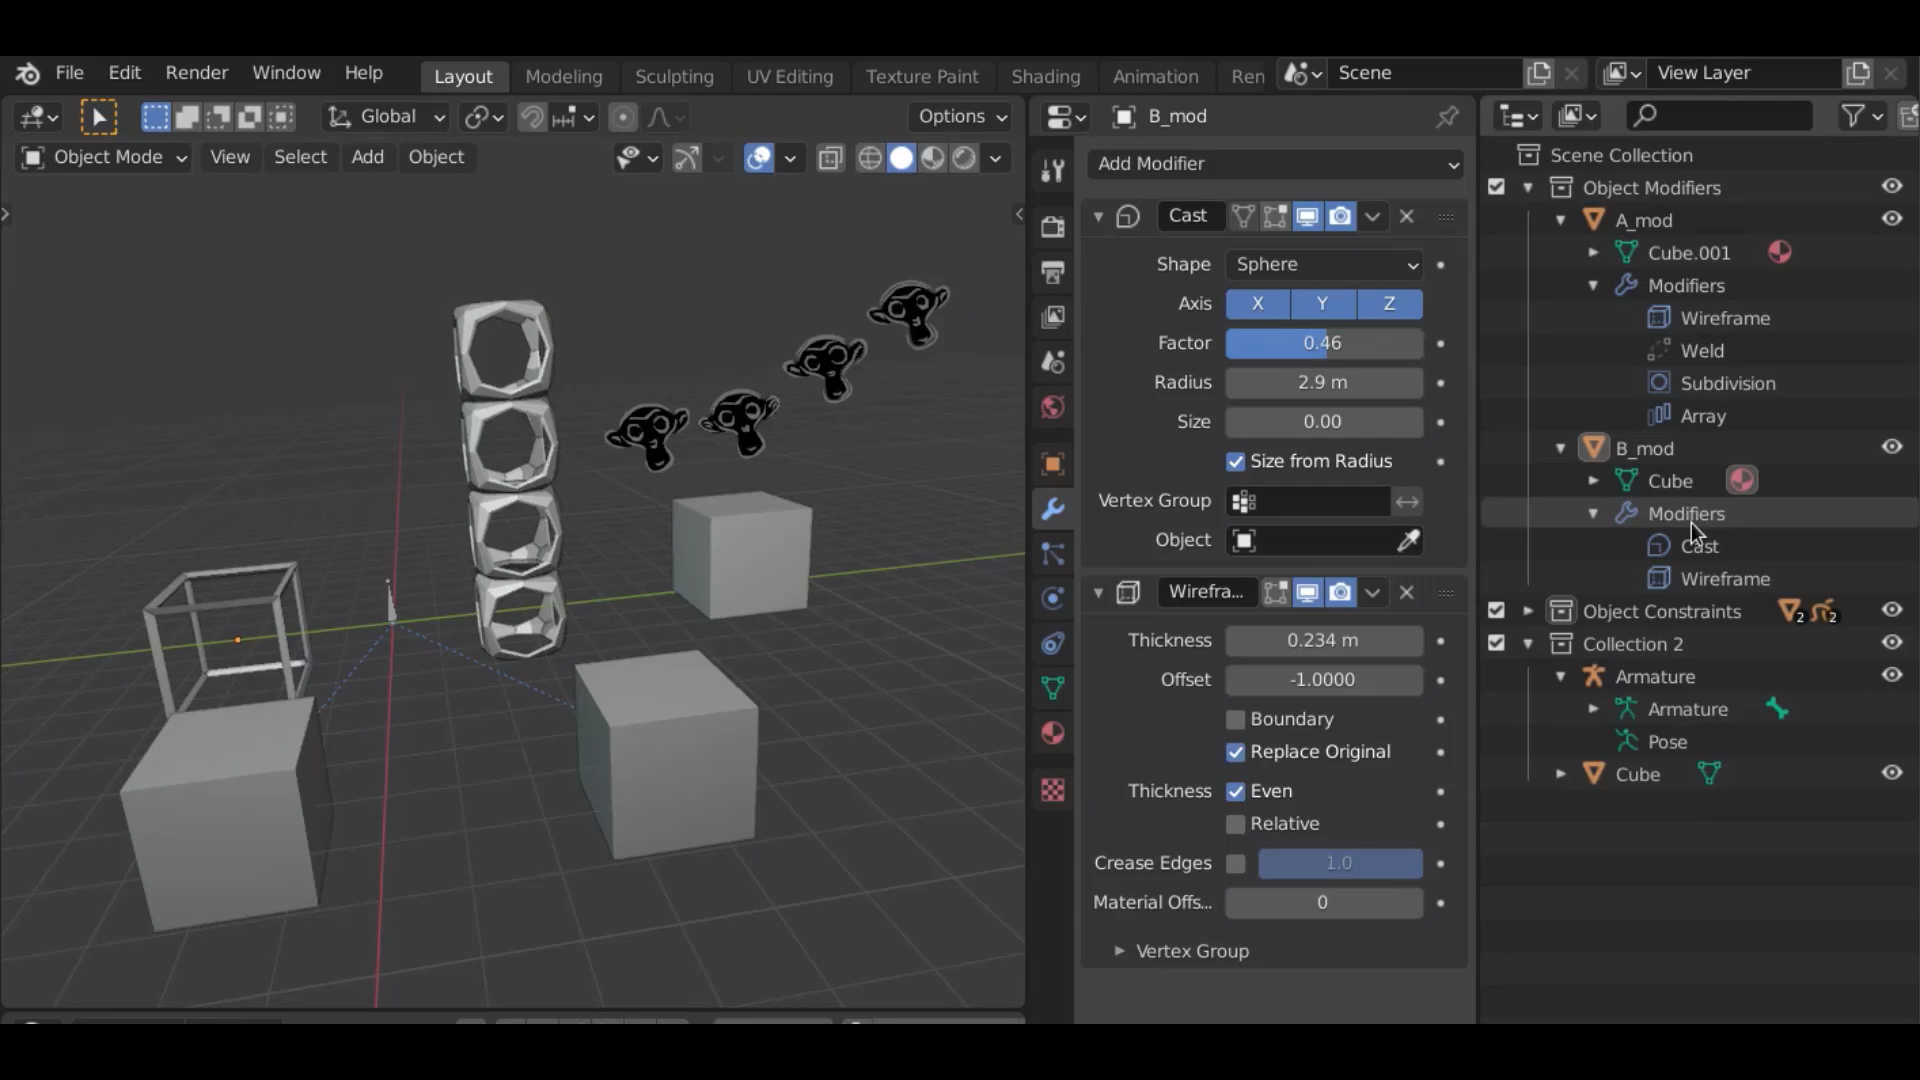 File Edit Render Window Help Layout Modeling Sculpting UV Editing Texture Paint Shading Animation Ren Scene View Layer
Global Options
Object Mode View Select Add Object
B_mod
Add Modifier
Cast
Shape Sphere
Axis X Y Z
Factor 0.46
Radius 2.9 m
Size 0.00
Size from Radius
Vertex Group
Object
Wirefra...
Thickness 0.234 m
Offset -1.0000
Boundary
Replace Original
Thickness Even
Relative
Crease Edges 1.0
Material Offs... 0
Vertex Group
Scene Collection
Object Modifiers
A_mod
Cube.001
Modifiers
Wireframe
Weld
Subdivision
Array
B_mod
Cube
Modifiers
Cast
Wireframe
Object Constraints 2 2
Collection 2
Armature
Armature
Pose
Cube